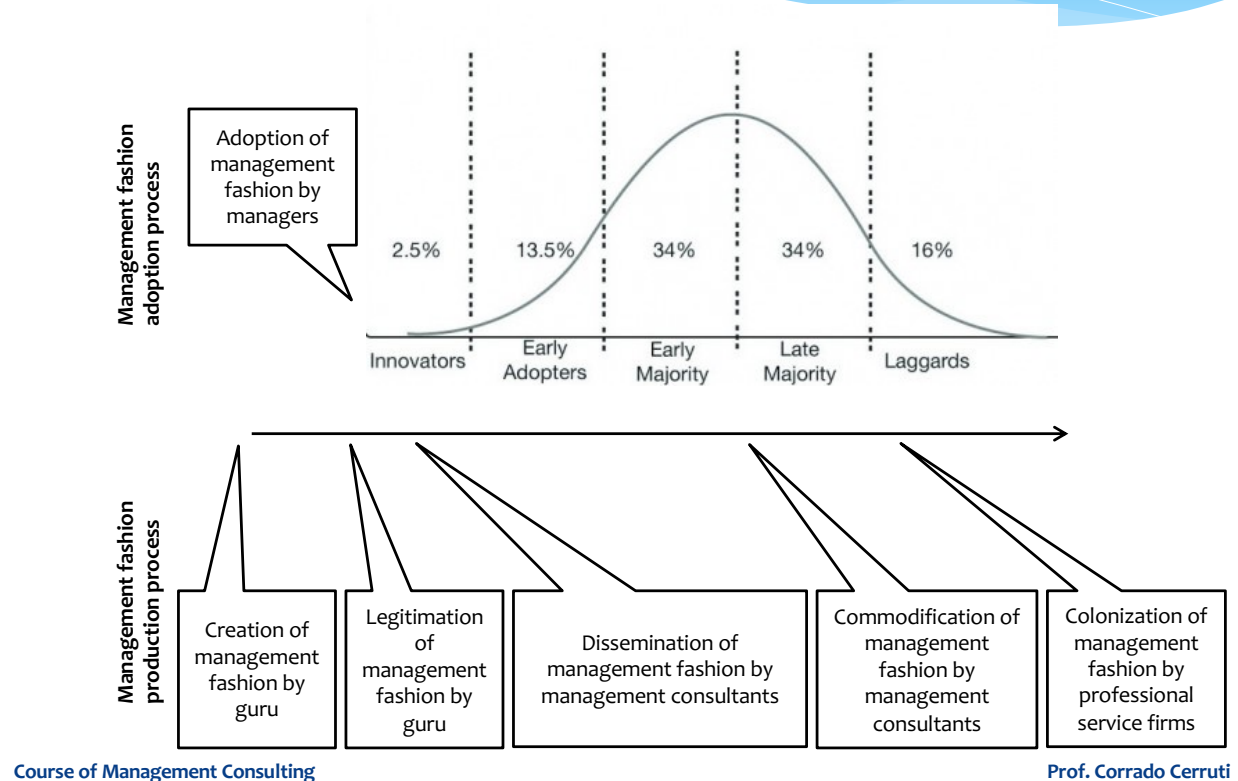 Management fashion
adoption process
Adoption of
management
fashion by
managers
2.5%
13.5%
34%
34%
16%
Innovators
Early
Adopters
Early
Majority
Late
Majority
Laggards
Management fashion
production process
Creation of
management
fashion by
guru
Legitimation
of
management
fashion by
guru
Dissemination of
management fashion by
management consultants
Commodification of
management
fashion by
management
consultants
Colonization of
management
fashion by
professional
service firms
Course of Management Consulting
Prof. Corrado Cerruti